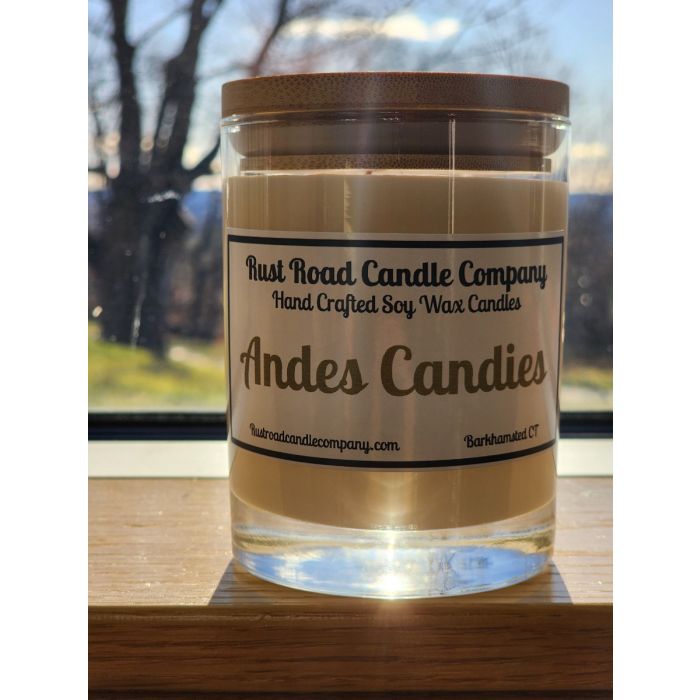 Rust Road Candle Company
Hand Crafted Soy Wax Candles
Andes Candies
Rustroadcandlecompany.com
Barkhamsted CT